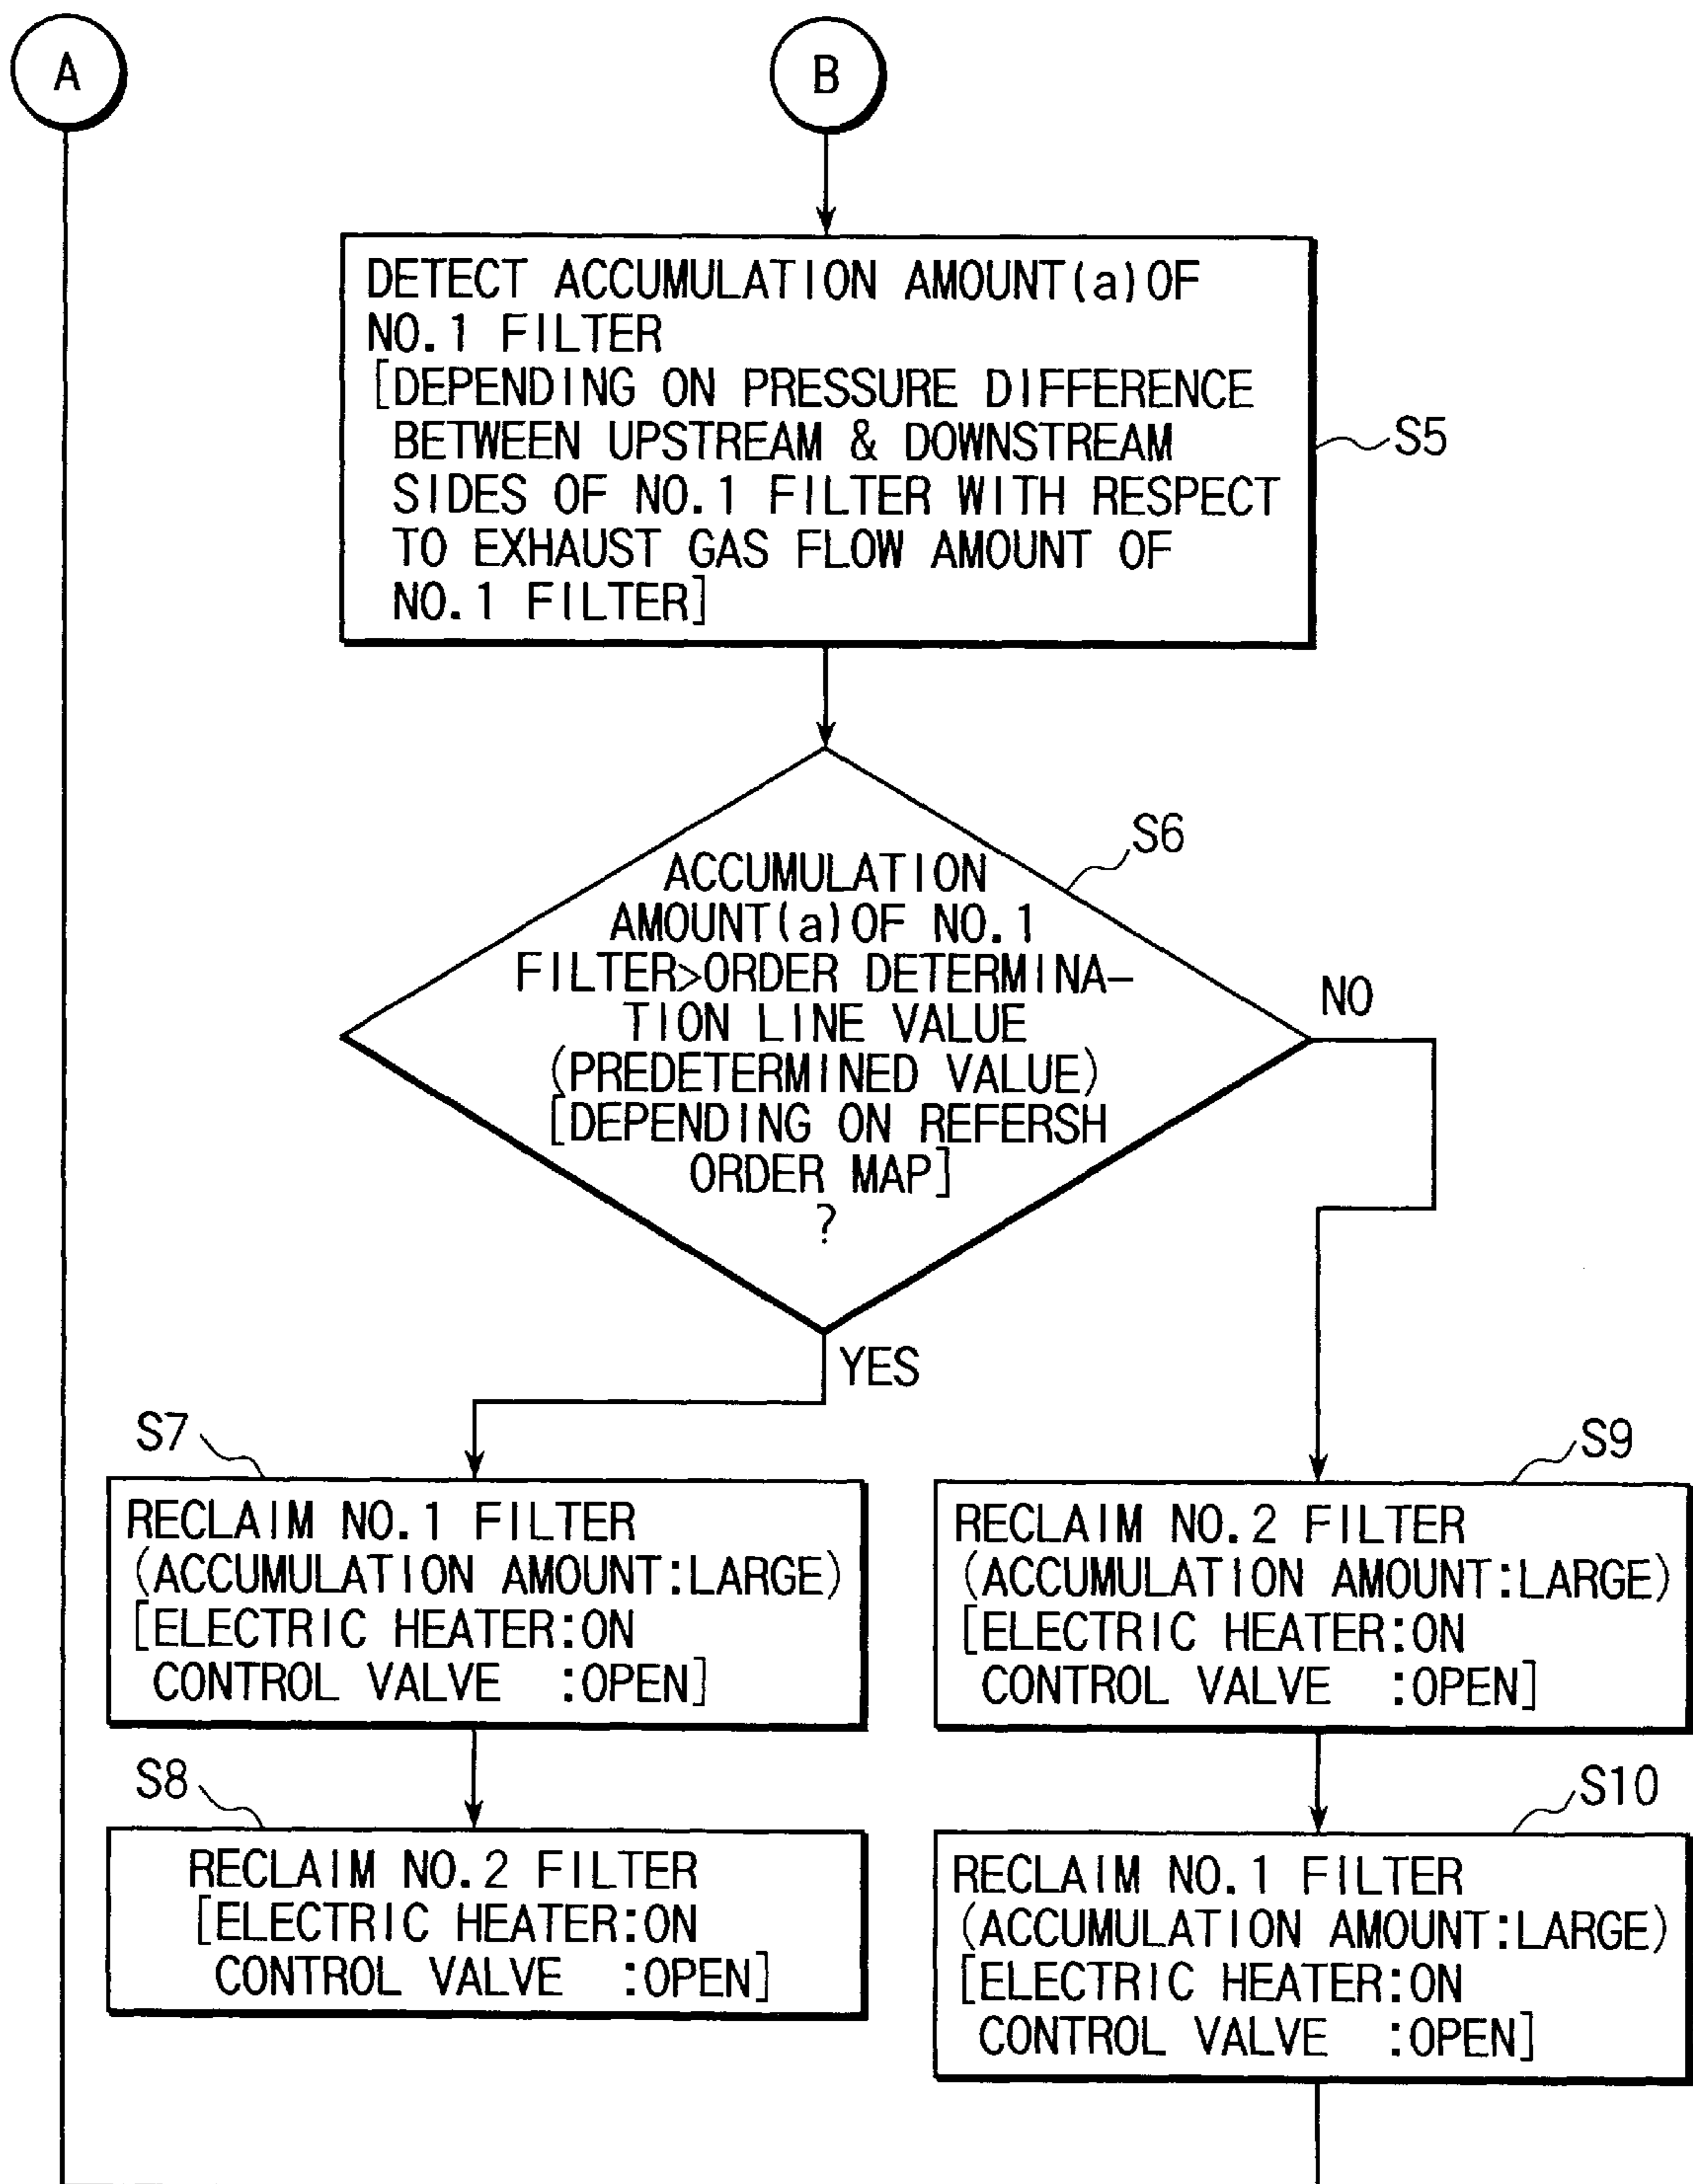 A
B
DETECT ACCUMULATION AMOUNT(a)OF
NO.1 FILTER
[DEPENDING ON PRESSURE DIFFERENCE
BETWEEN UPSTREAM & DOWNSTREAM
SIDES OF NO.1 FILTER WITH RESPECT
TO EXHAUST GAS FLOW AMOUNT OF
NO.1 FILTER]
S5
S6
ACCUMULATION
AMOUNT(a)OF NO.1
FILTER>ORDER DETERMINA-
TION LINE VALUE
(PREDETERMINED VALUE)
[DEPENDING ON REFERSH
ORDER MAP]
?
NO
YES
S7
RECLAIM NO.1 FILTER
(ACCUMULATION AMOUNT:LARGE)
[ELECTRIC HEATER:ON
CONTROL VALVE :OPEN]
S9
RECLAIM NO.2 FILTER
(ACCUMULATION AMOUNT:LARGE)
[ELECTRIC HEATER:ON
CONTROL VALVE :OPEN]
S8
RECLAIM NO.2 FILTER
[ELECTRIC HEATER:ON
CONTROL VALVE :OPEN]
S10
RECLAIM NO.1 FILTER
(ACCUMULATION AMOUNT:LARGE)
[ELECTRIC HEATER:ON
CONTROL VALVE :OPEN]